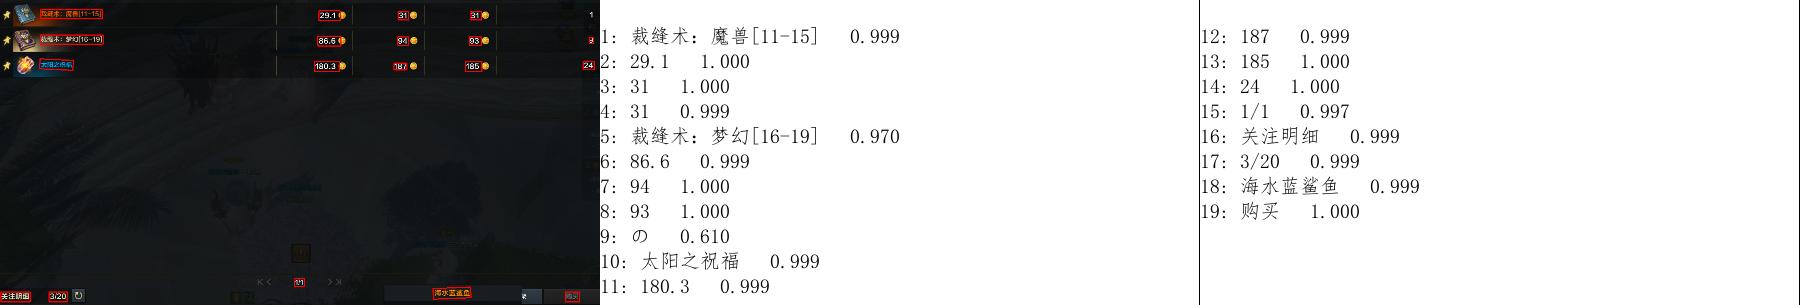 裁缝术：魔兽[11-15] 29.1 31 31 1
裁缝术：梦幻[16-19] 86.6 94 93
太阳之祝福 180.3 187 185 24
1/1
海水蓝鲨鱼
关注明细 3/20 购买
1: 裁缝术：魔兽[11-15] 0.999
2: 29.1 1.000
3: 31 1.000
4: 31 0.999
5: 裁缝术：梦幻[16-19] 0.970
6: 86.6 0.999
7: 94 1.000
8: 93 1.000
9: の 0.610
10: 太阳之祝福 0.999
11: 180.3 0.999
12: 187 0.999
13: 185 1.000
14: 24 1.000
15: 1/1 0.997
16: 关注明细 0.999
17: 3/20 0.999
18: 海水蓝鲨鱼 0.999
19: 购买 1.000